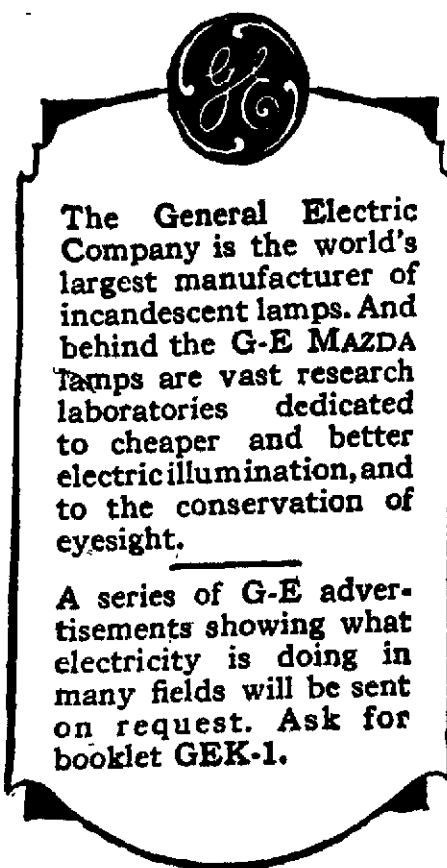 GE
The General Electric
Company is the world's
largest manufacturer of
incandescent lamps. And
behind the G-E MAZDA
lamps are vast research
laboratories dedicated
to cheaper and better
electric illumination, and
to the conservation of
eyesight.
A series of G-E adver-
tisements showing what
electricity is doing in
many fields will be sent
on request. Ask for
booklet GEK-1.